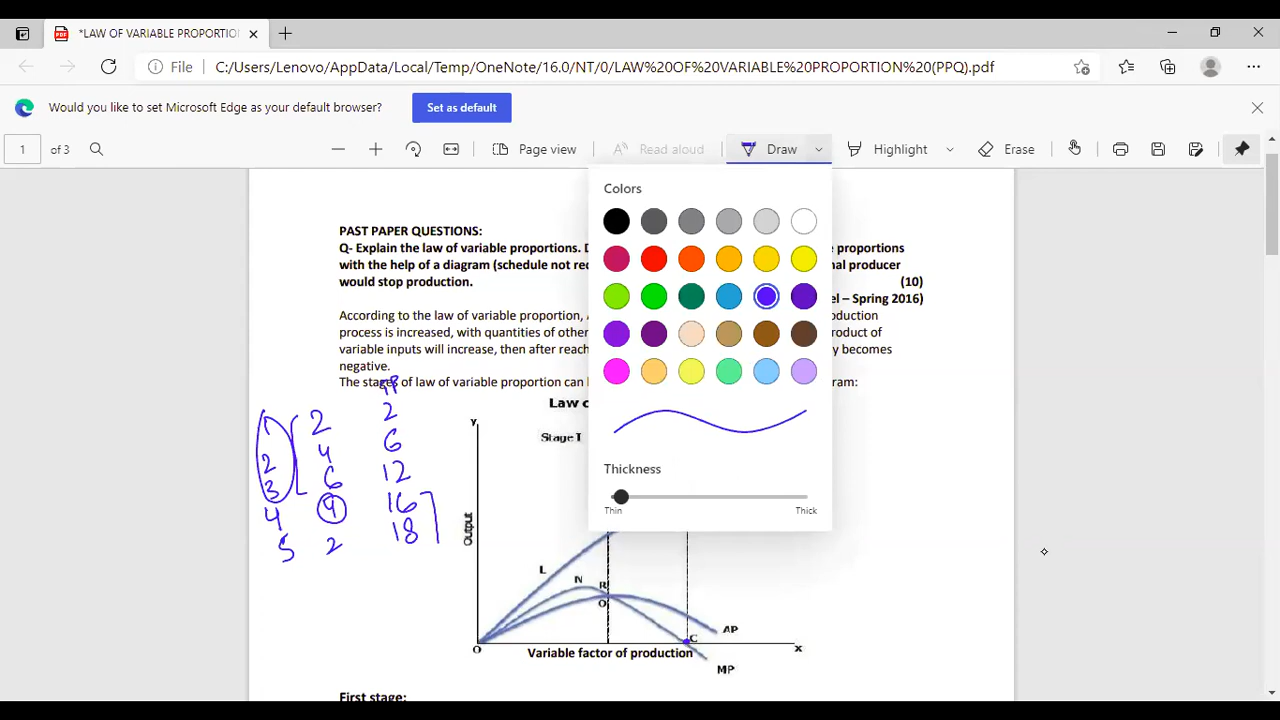 *LAW OF VARIABLE PROPORTIO
File C:/Users/Lenovo/AppData/Local/Temp/OneNote/16.0/NT/0/LAW%20OF%20VARIABLE%20PROPORTION%20(PPQ).pdf
Would you like to set Microsoft Edge as your default browser? Set as default
1 of 3 Page view Read aloud Draw Highlight Erase
Colors
Thickness
Thin Thick
PAST PAPER QUESTIONS:
Q- Explain the law of variable proportions. D e proportions
with the help of a diagram (schedule not rec al producer
would stop production. (10)
el – Spring 2016)
According to the law of variable proportion, oduction
process is increased, with quantities of other roduct of
variable inputs will increase, then after reach y becomes
negative.
The stages of law of variable proportion can ram:
TP
1 2 2
2 4 6
3 6 12
4 4 16
5 2 18
Law o
Y
Stage I
Output
L
N
R
O
AP
C
O
Variable factor of production
x
MP
First stage: